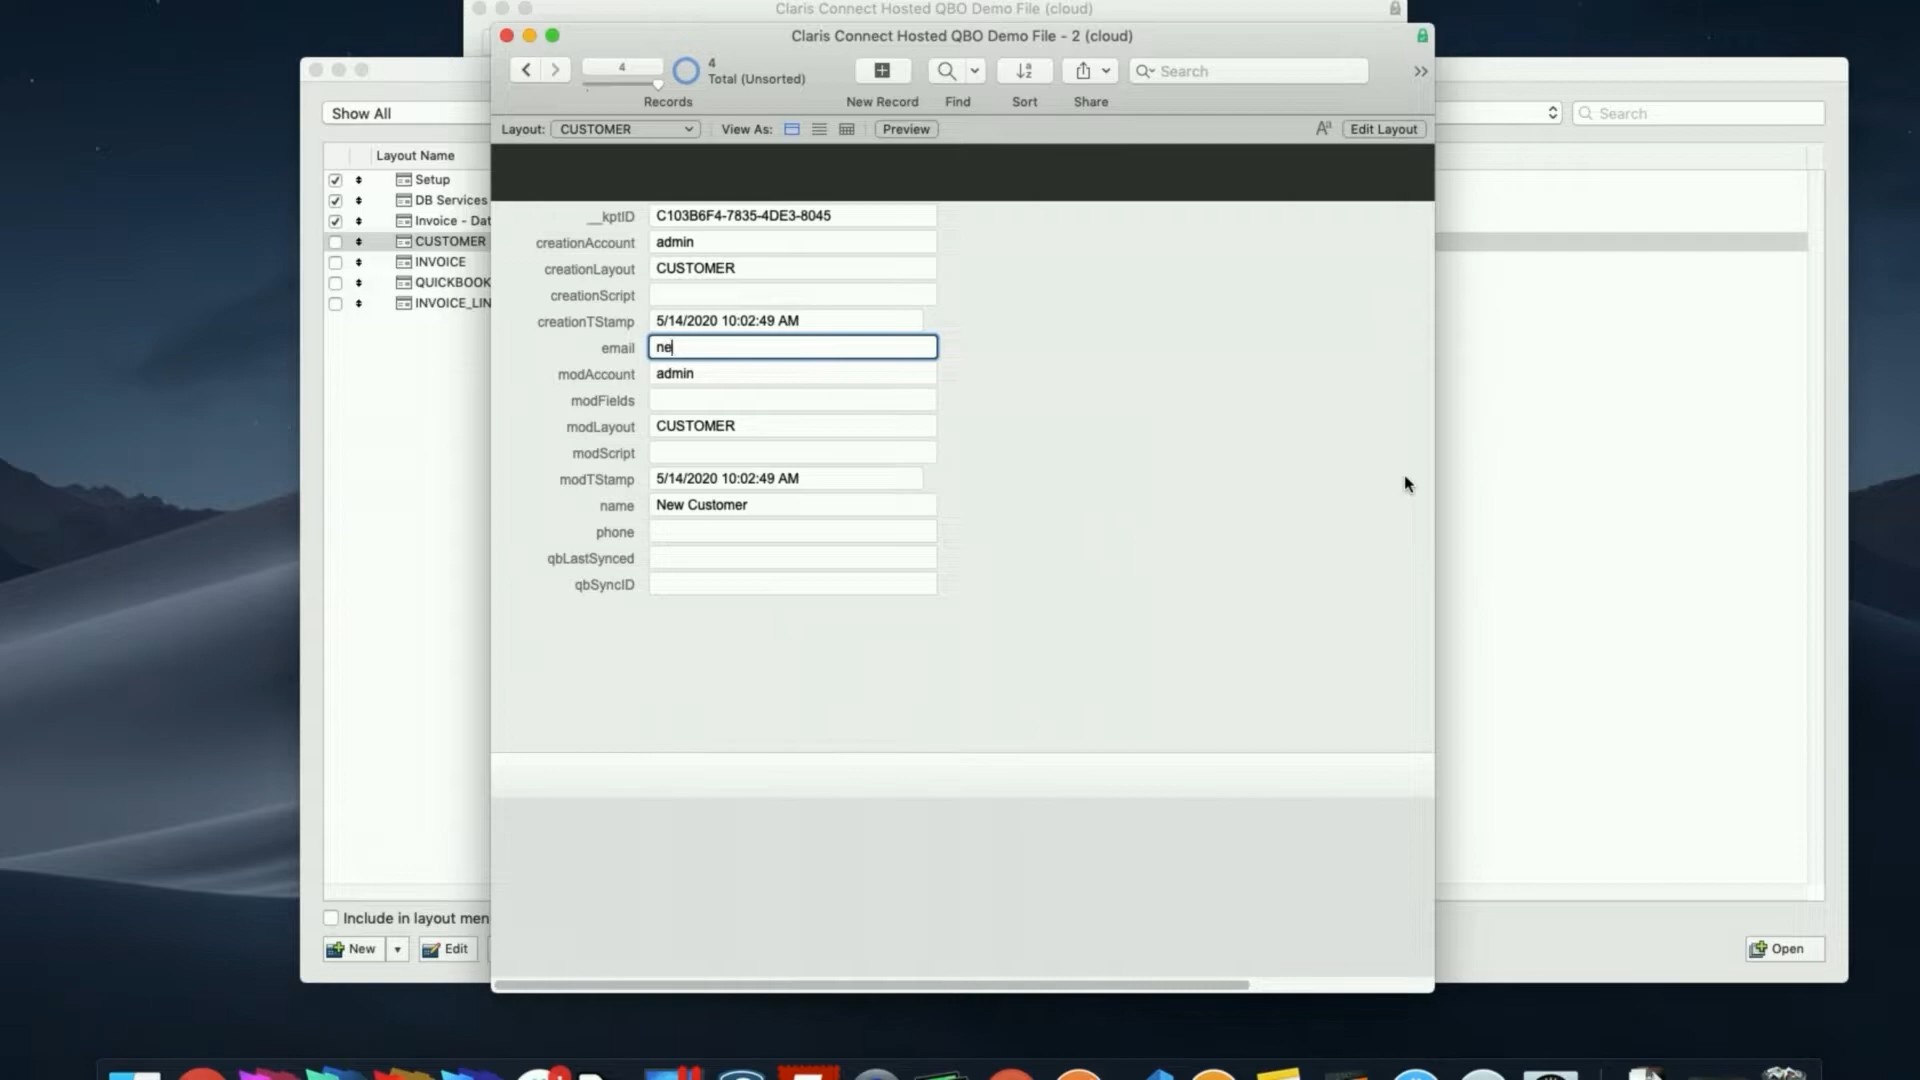 Claris Connect Hosted QBO Demo File (cloud)
Claris Connect Hosted QBO Demo File - 2 (cloud)
4
4
Total (Unsorted)
Search
Records
New Record
Find
Sort
Share
Layout:
CUSTOMER
View As:
Preview
Aa
Edit Layout
Show All
Search
Layout Name
Setup
DB Services
Invoice - Dat
CUSTOMER
INVOICE
QUICKBOOK
INVOICE_LIN
__kptID
C103B6F4-7835-4DE3-8045
creationAccount
admin
creationLayout
CUSTOMER
creationScript
creationTStamp
5/14/2020 10:02:49 AM
email
ne
modAccount
admin
modFields
modLayout
CUSTOMER
modScript
modTStamp
5/14/2020 10:02:49 AM
name
New Customer
phone
qbLastSynced
qbSyncID
Include in layout men
New
Edit
Open